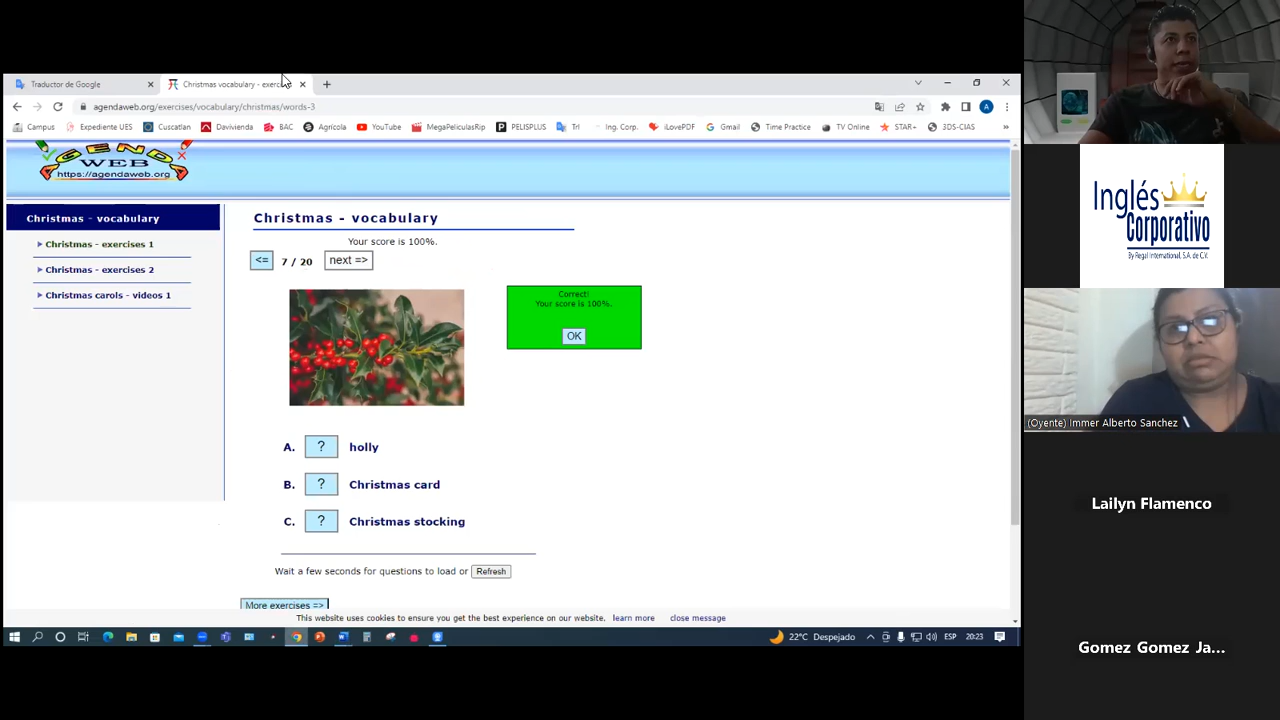 Traductor de Google
Christmas vocabulary - exerc
agendaweb.org/exercises/vocabulary/christmas/words-3
A
Campus
Expediente UES
Cuscatlan
Davivienda
BAC
Agrícola
YouTube
MegaPeliculasRip
PELISPLUS
Trl
Ing. Corp.
iLovePDF
Gmail
Time Practice
TV Online
STAR+
3DS-CIAS
»
AGENDA
WEB
https://agendaweb.org
Christmas - vocabulary
Christmas - exercises 1
Christmas - exercises 2
Christmas carols - videos 1
Christmas - vocabulary
Your score is 100%.
<= 7 / 20 next =>
Correct!
Your score is 100%.
OK
A. ? holly
B. ? Christmas card
C. ? Christmas stocking
Wait a few seconds for questions to load or Refresh
More exercises =>
This website uses cookies to ensure you get the best experience on our website. learn more close message
22°C Despejado
ESP
20:23
Inglés
Corporativo
By Regal International, S.A. de C.V.
(Oyente) Immer Alberto Sanchez
Lailyn Flamenco
Gomez Gomez Ja...